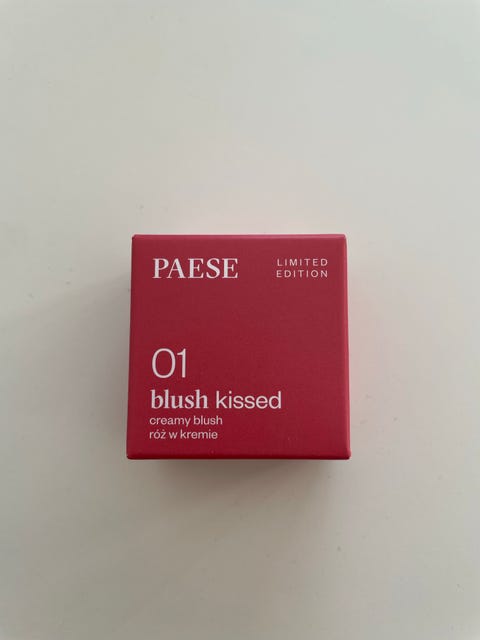 PAESE
LIMITED
EDITION
01
blush kissed
creamy blush
róż w kremie